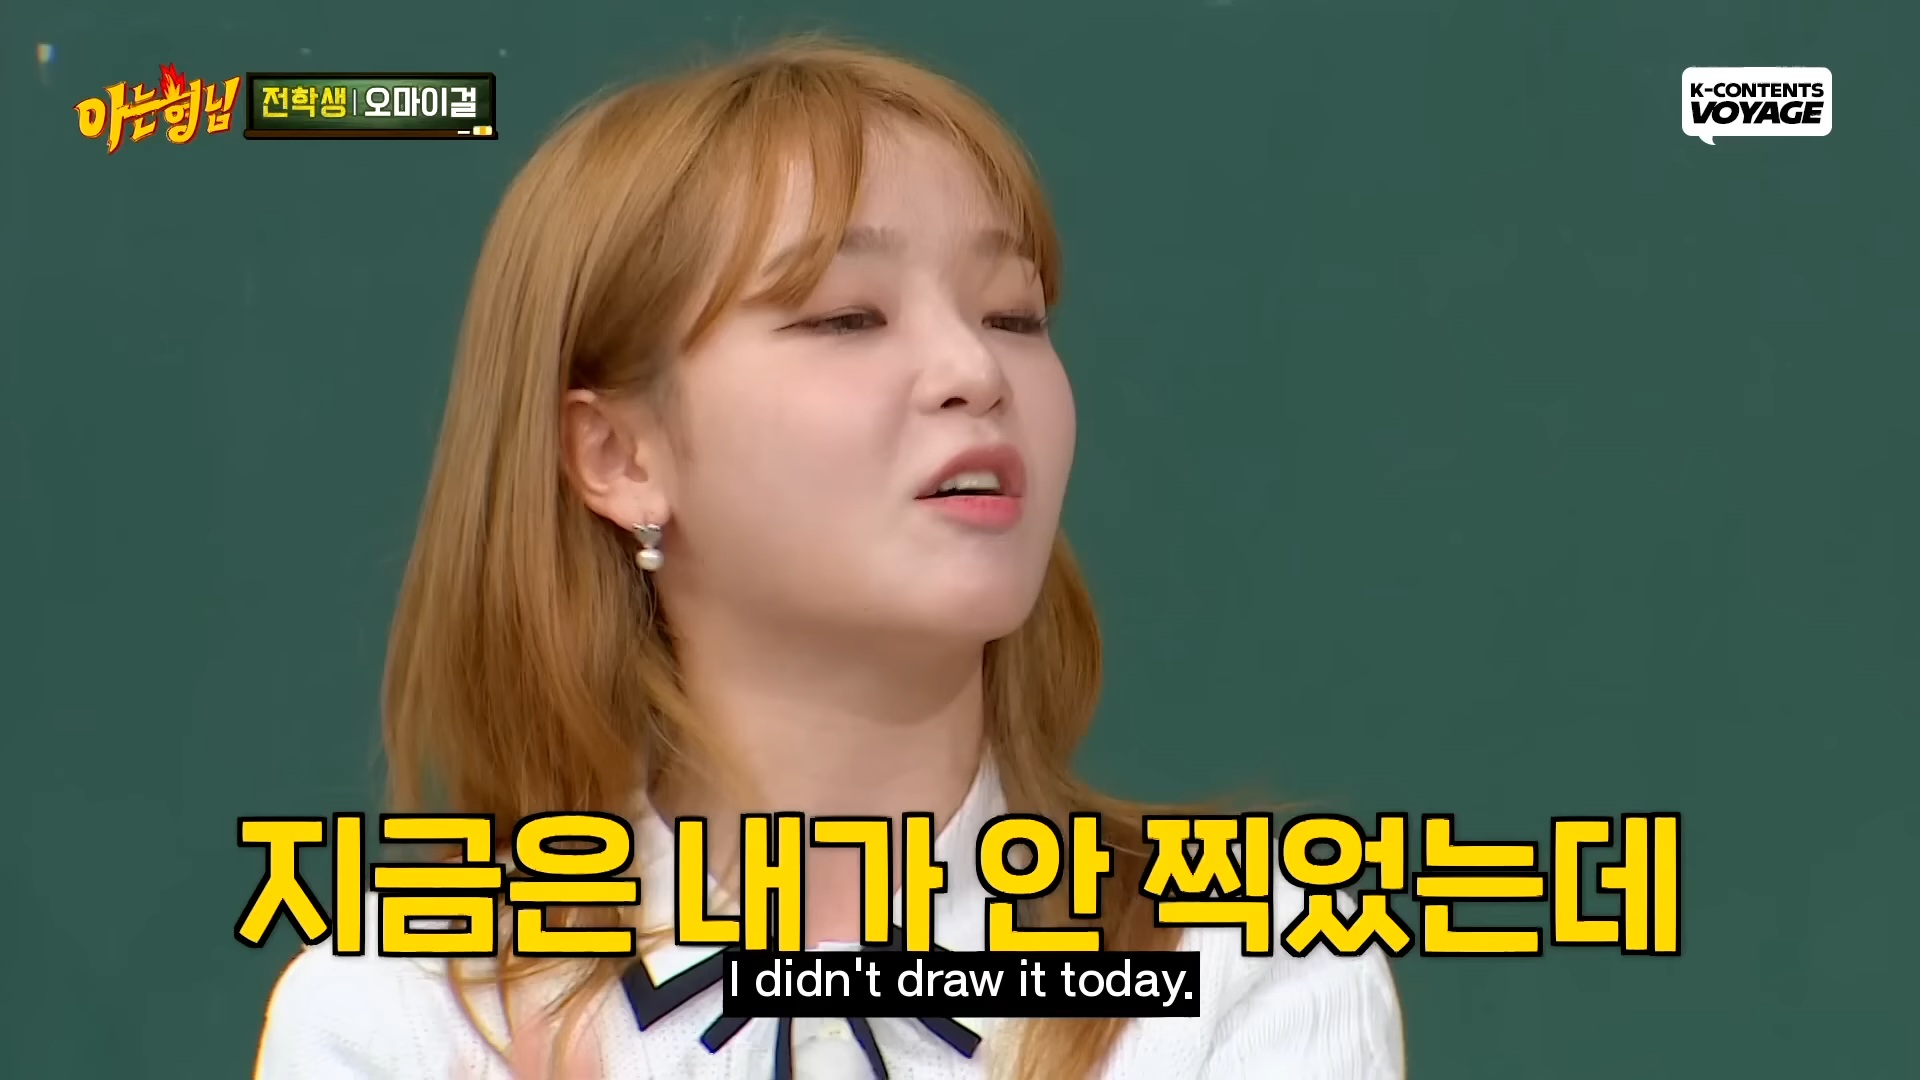 아는형님
전학생 | 오마이걸
K-CONTENTS
VOYAGE
지금은 내가 안 찍었는데
I didn't draw it today.